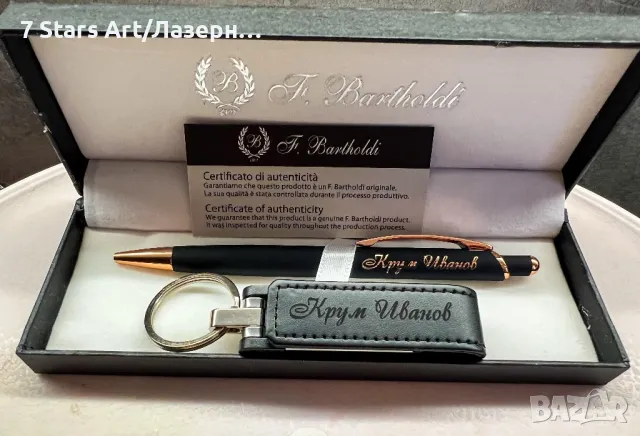 7 Stars Art/Лазерн...
B
F. Bartholdi
B
F. Bartholdi
Certificato di autenticità
Garantiamo che questo prodotto è un F. Bartholdi originale.
La sua qualità è stata controllata durante il processo produttivo.
Certificate of authenticity
We guarantee that this is a genuine F. Bartholdi product.
It was inspected for quality throughout the production process.
Крум Иванов
Крум Иванов
BAZAR